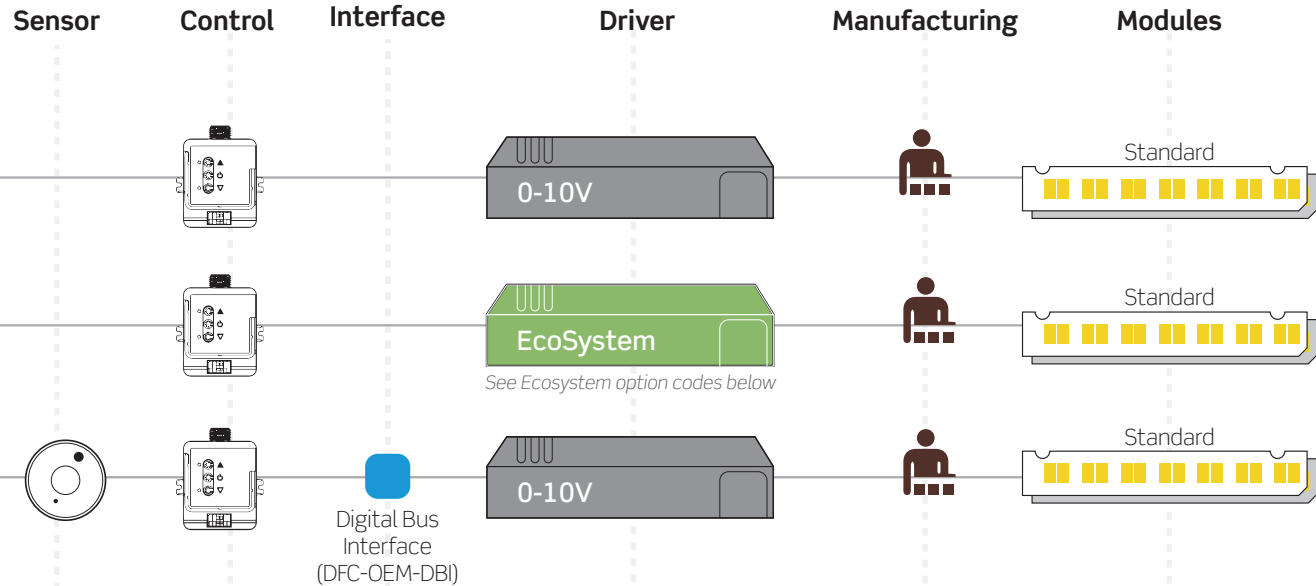 Sensor
Control
Interface
Driver
Manufacturing
Modules
0-10V
Standard
EcoSystem
See Ecosystem option codes below
Standard
Digital Bus
Interface
(DFC-OEM-DBI)
0-10V
Standard